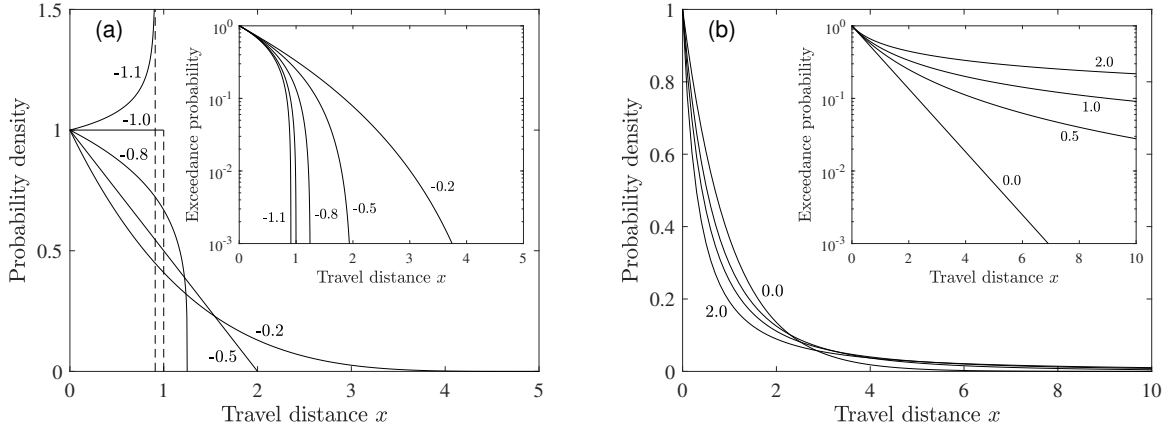 (a)
Probability density
1.5
1
0.5
0
-1.1
-1.0
-0.8
-0.5
-0.2
0 1 2 3 4 5
Travel distance x
Exceedance probability
10^0
10^-1
10^-2
10^-3
-1.1
-0.8
-0.5
-0.2
0 1 2 3 4 5
Travel distance x
(b)
Probability density
1
0.8
0.6
0.4
0.2
0
0.0
2.0
0 2 4 6 8 10
Travel distance x
Exceedance probability
10^0
10^-1
10^-2
10^-3
2.0
1.0
0.5
0.0
0 2 4 6 8 10
Travel distance x